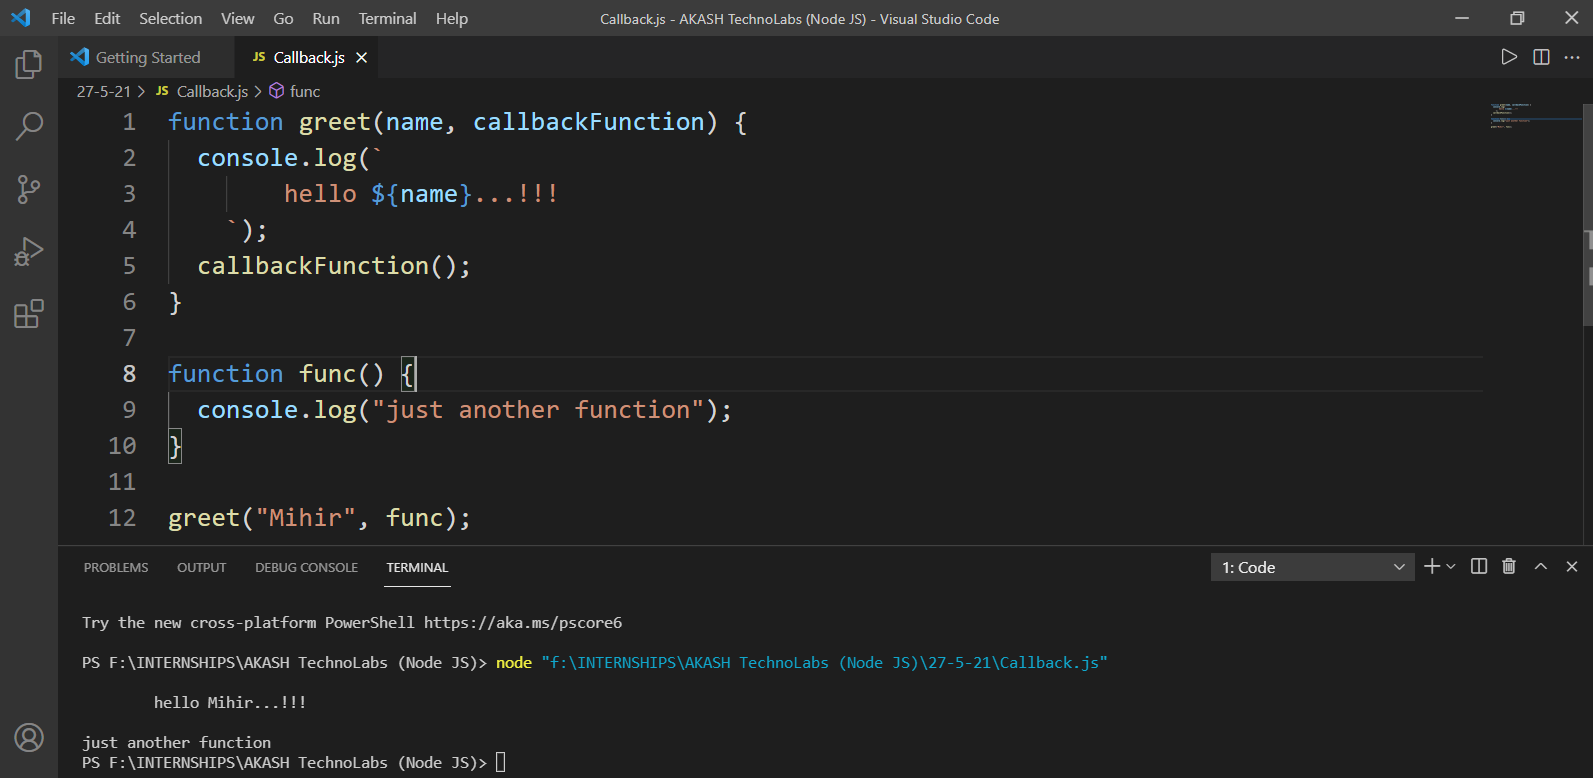 File Edit Selection View Go Run Terminal Help Callback.js - AKASH TechnoLabs (Node JS) - Visual Studio Code
Getting Started JS Callback.js
27-5-21 > JS Callback.js > func
1 function greet(name, callbackFunction) {
2 console.log(`
3 hello ${name}...!!!
4 `);
5 callbackFunction();
6 }
7
8 function func() {
9 console.log("just another function");
10 }
11
12 greet("Mihir", func);
PROBLEMS OUTPUT DEBUG CONSOLE TERMINAL 1: Code
Try the new cross-platform PowerShell https://aka.ms/pscore6
PS F:\INTERNSHIPS\AKASH TechnoLabs (Node JS)> node "f:\INTERNSHIPS\AKASH TechnoLabs (Node JS)\27-5-21\Callback.js"
hello Mihir...!!!
just another function
PS F:\INTERNSHIPS\AKASH TechnoLabs (Node JS)>